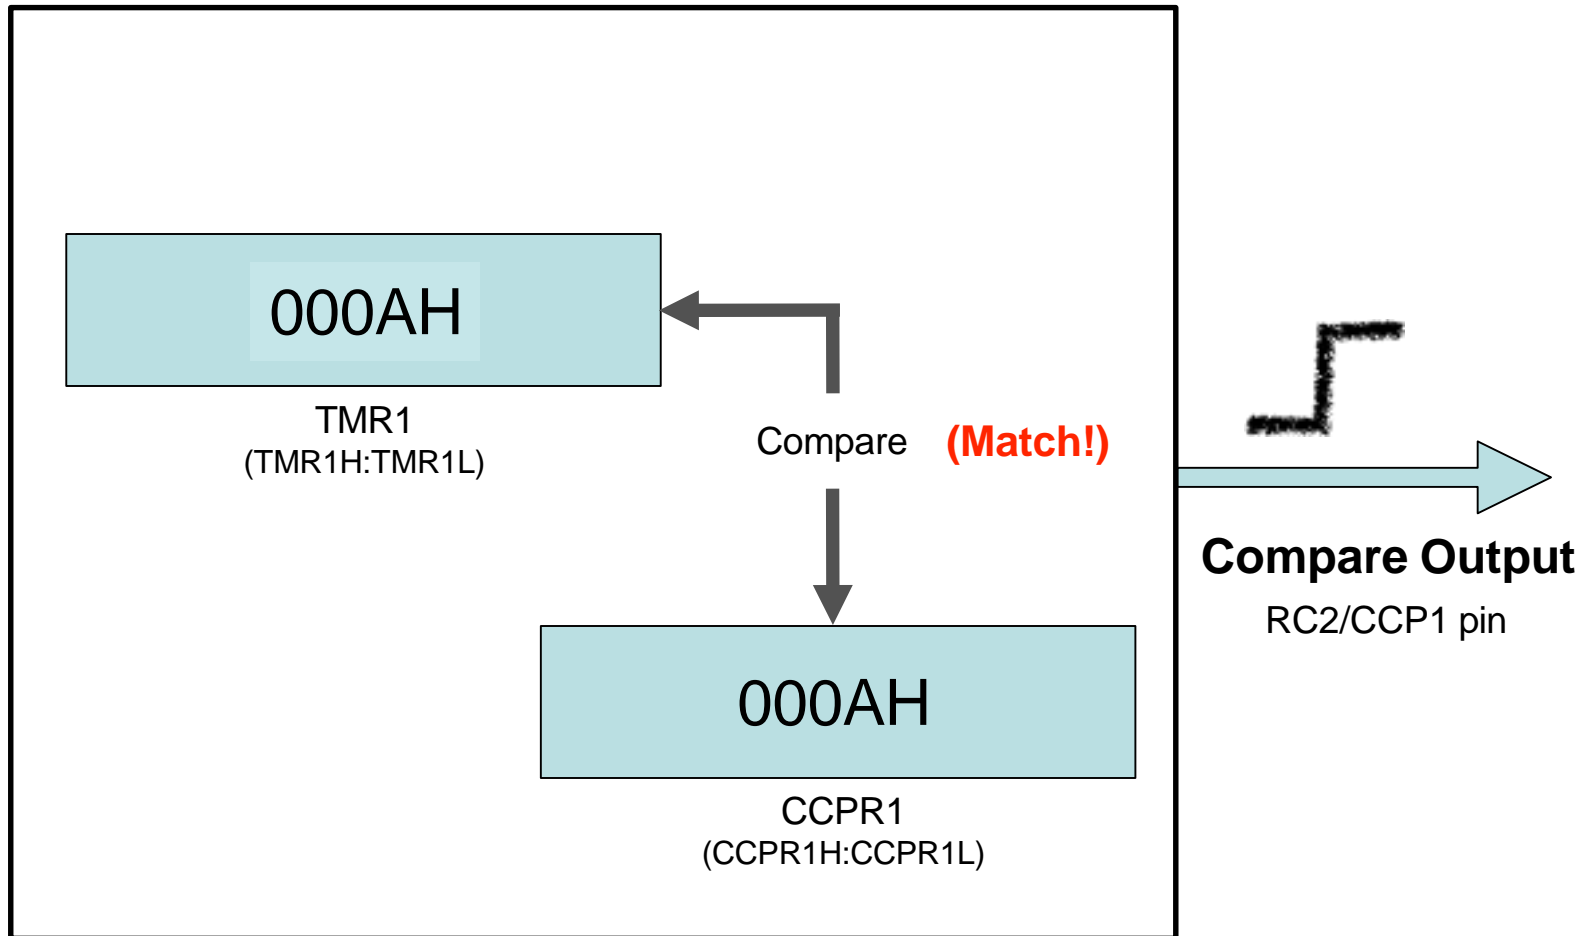 000AH
TMR1
(TMR1H:TMR1L)
Compare (Match!)
Compare Output
RC2/CCP1 pin
000AH
CCPR1
(CCPR1H:CCPR1L)